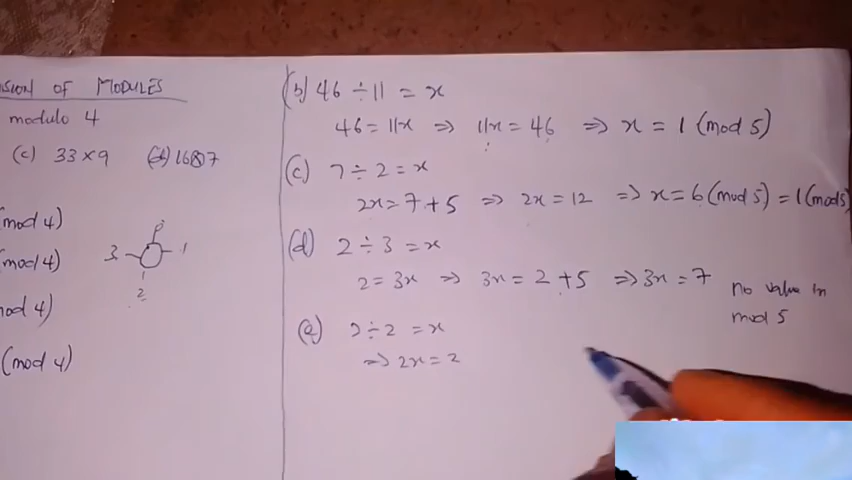 SION OF MODULES
modulo 4
(c) 33 × 9 (d) 16⊗7
(mod 4)
3 0 1
2
(mod 4)
mod 4)
(mod 4)
(b) 46 ÷ 11 = x
46 = 11x ⇒ 11x = 46 ⇒ x = 1 (mod 5)
(c) 7 ÷ 2 = x
2x = 7 + 5 ⇒ 2x = 12 ⇒ x = 6 (mod 5) = 1 (mod 5)
(d) 2 ÷ 3 = x
2 = 3x ⇒ 3x = 2 + 5 ⇒ 3x = 7
no value in
mod 5
(e) 2 ÷ 2 = x
⇒ 2x = 2